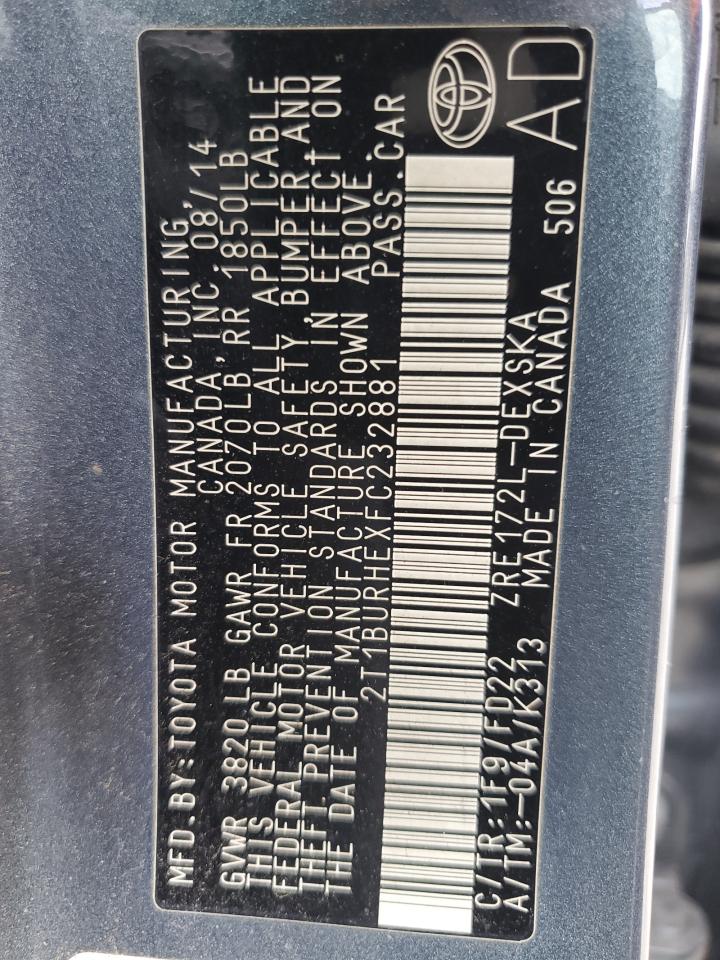 MFD.BY:TOYOTA MOTOR MANUFACTURING,
CANADA, INC. 08/14
GVWR 3820LB GAWR FR 2070LB RR 1850LB
THIS VEHICLE CONFORMS TO ALL APPLICABLE
FEDERAL MOTOR VEHICLE SAFETY, BUMPER,AND
THEFT PREVENTION STANDARDS IN EFFECT ON
THE DATE OF MANUFACTURE SHOWN ABOVE.
2T1BURHEXFC232881 PASS.CAR
C/TR:1F9/FD22 ZRE172L-DEXSKA
A/TM:-04A/K313 MADE IN CANADA 506
AD